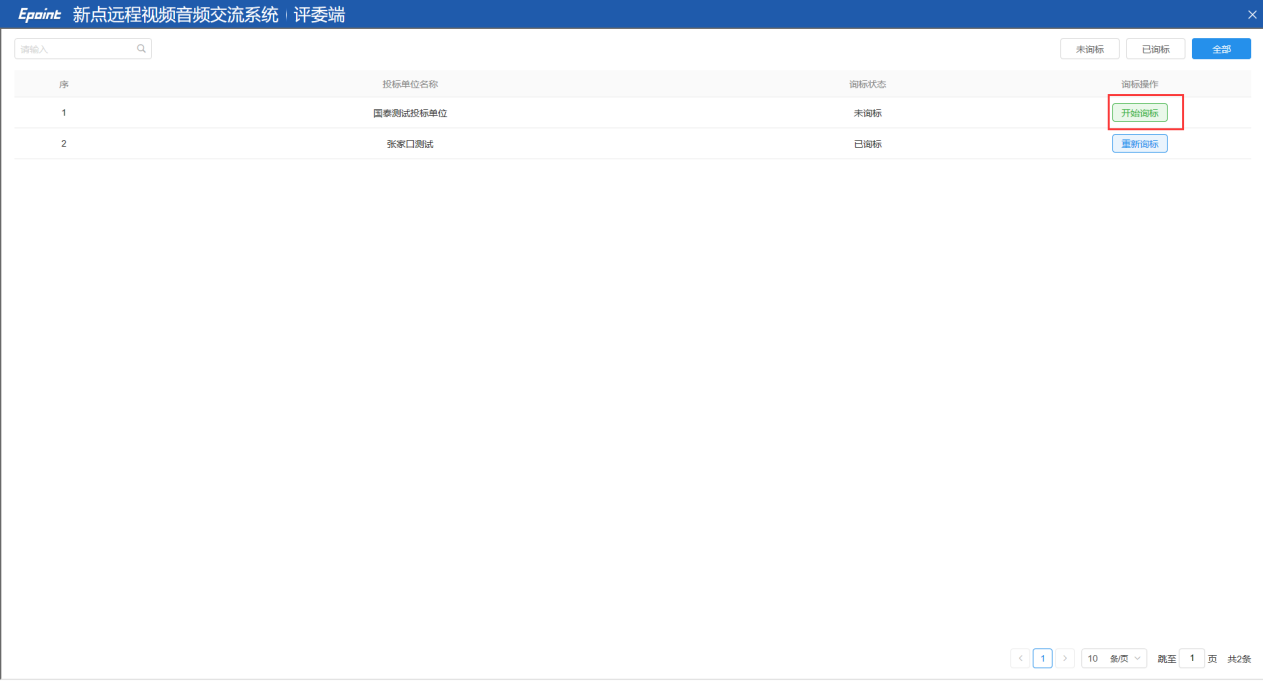 Epoint 新点远程视频音频交流系统 评委端
请输入 未询标 已询标 全部
序 投标单位名称 询标状态 询标操作
1 国泰测试投标单位 未询标 开始询标
2 张家口测试 已询标 重新询标
1 10 条/页 跳至 1 页 共2条